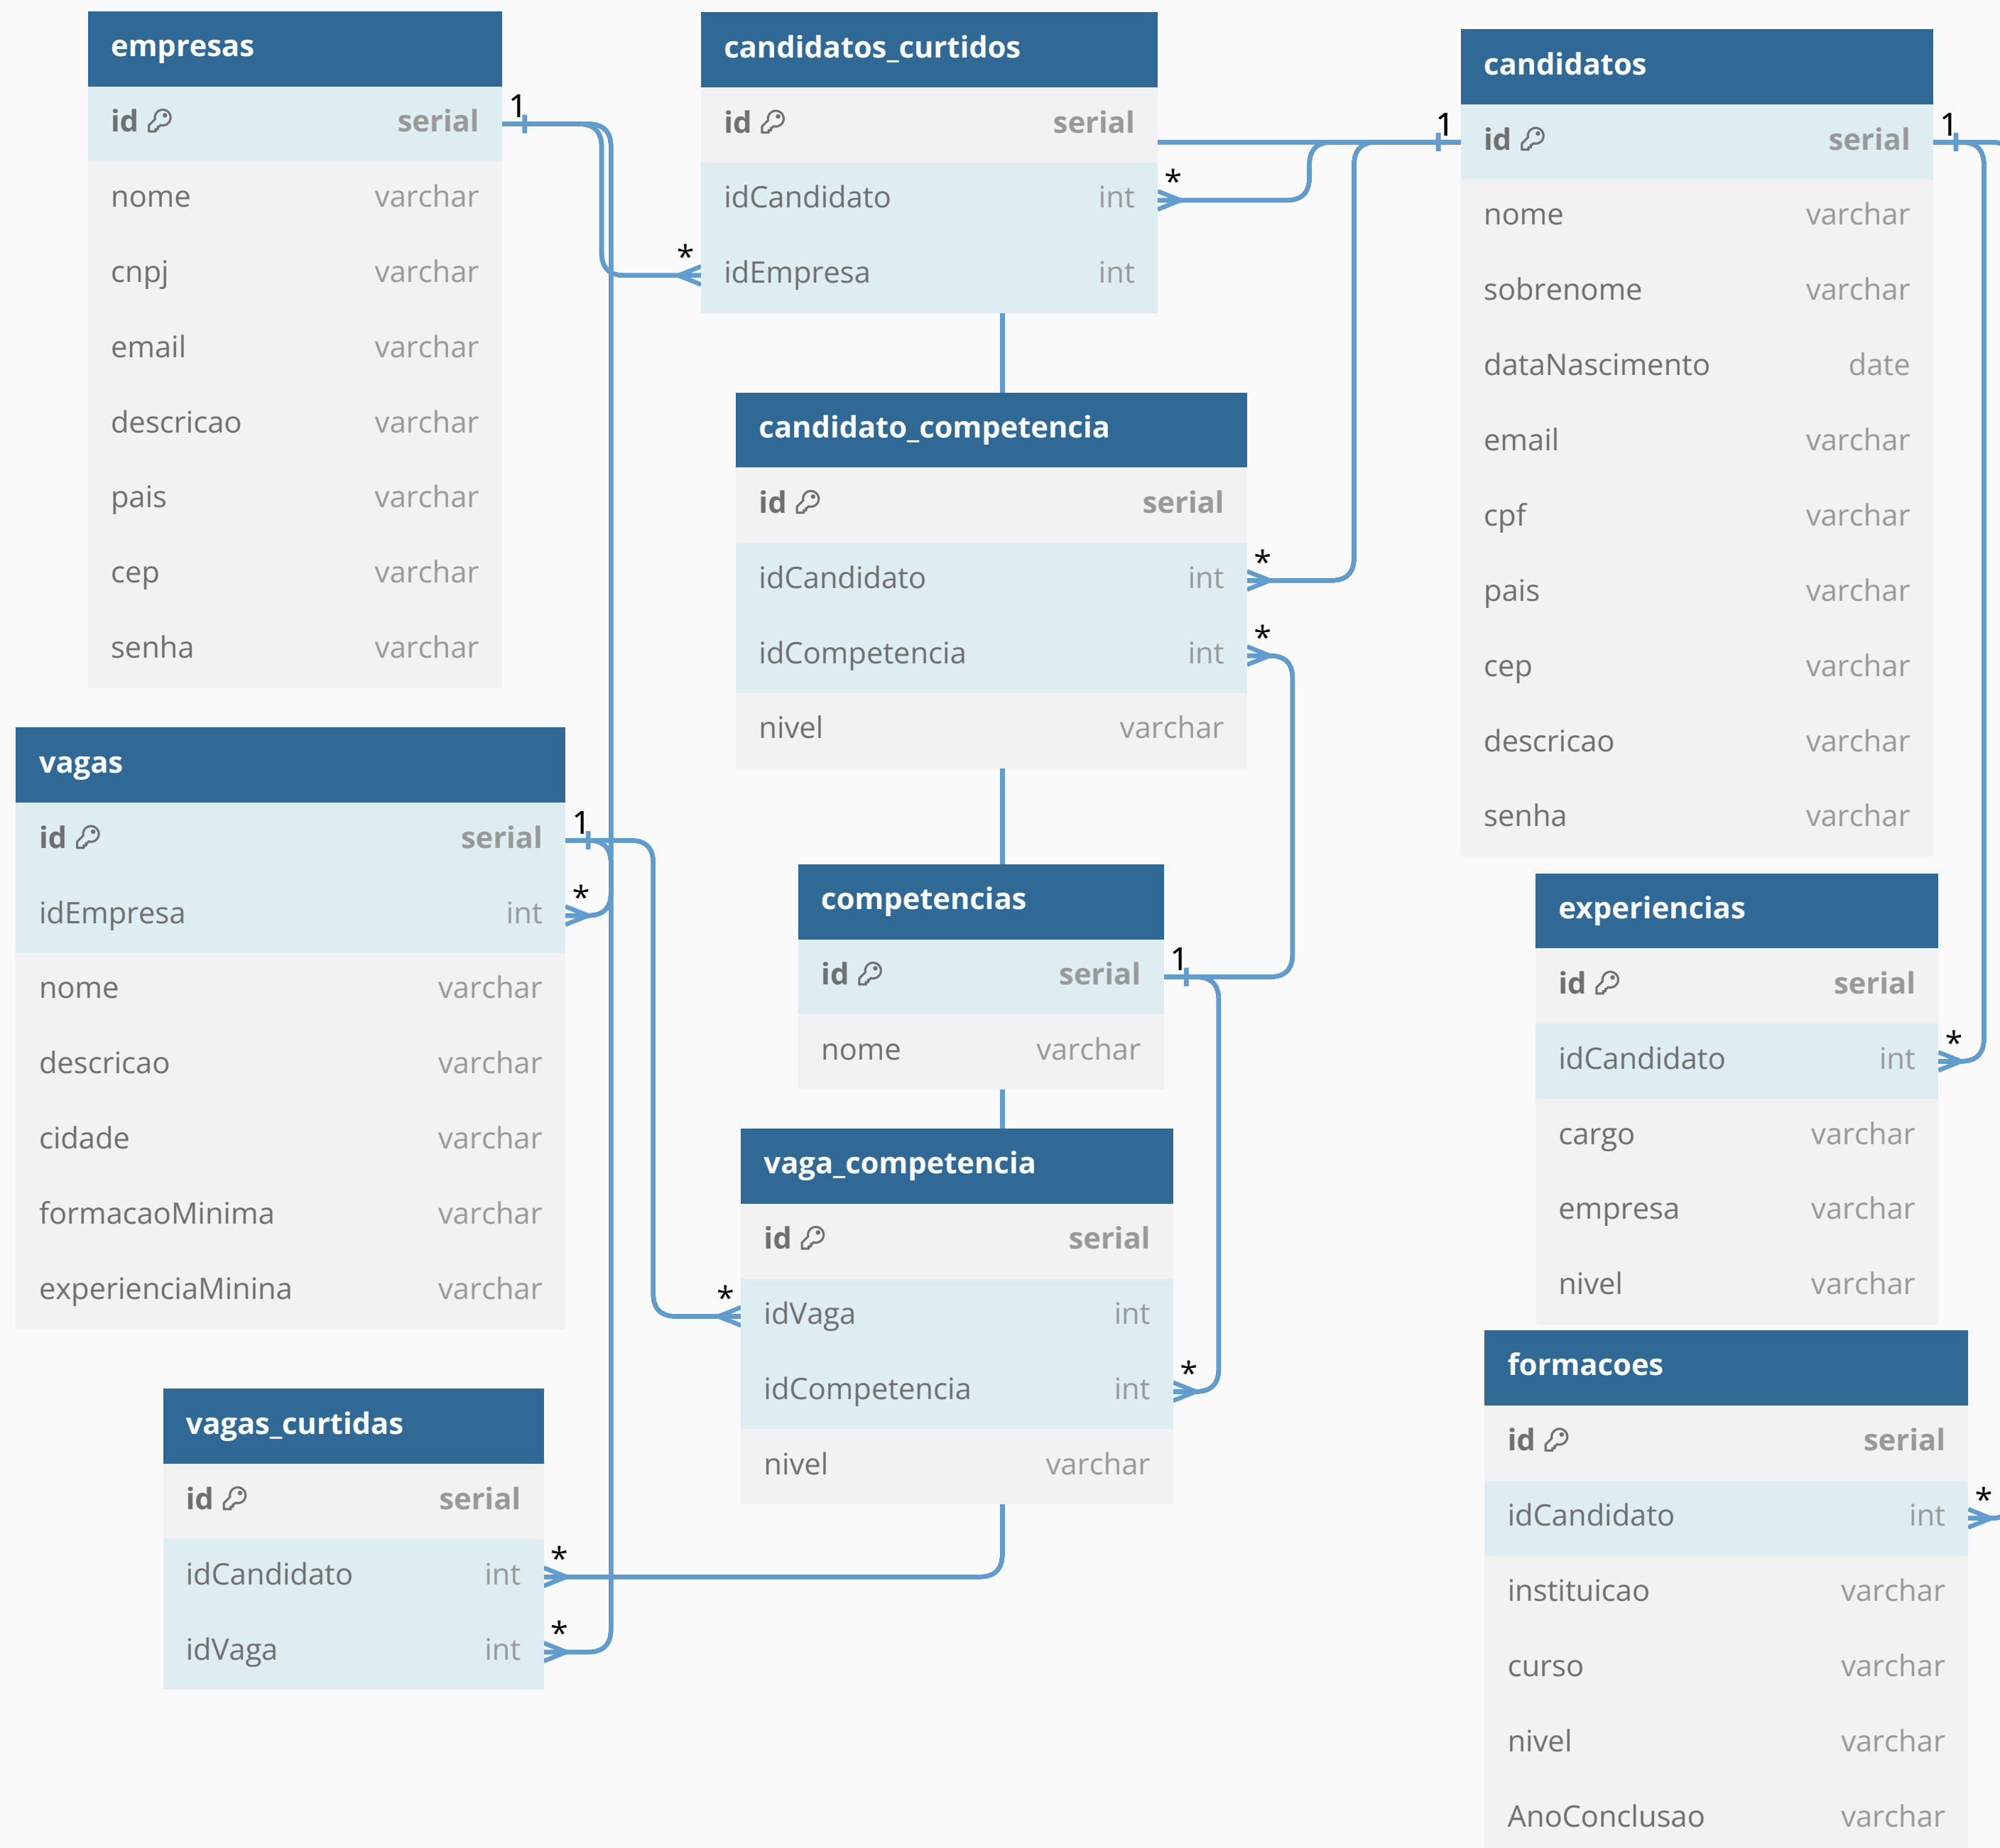 empresas
id serial
nome varchar
cnpj varchar
email varchar
descricao varchar
pais varchar
cep varchar
senha varchar
1
candidatos_curtidos
id serial
idCandidato int
idEmpresa int
*
*
candidatos
id serial
nome varchar
sobrenome varchar
dataNascimento date
email varchar
cpf varchar
pais varchar
cep varchar
descricao varchar
senha varchar
1
1
candidato_competencia
id serial
idCandidato int
idCompetencia int
nivel varchar
*
*
vagas
id serial
idEmpresa int
nome varchar
descricao varchar
cidade varchar
formacaoMinima varchar
experienciaMinina varchar
1
*
competencias
id serial
nome varchar
1
experiencias
id serial
idCandidato int
cargo varchar
empresa varchar
nivel varchar
*
vaga_competencia
id serial
idVaga int
idCompetencia int
nivel varchar
*
*
vagas_curtidas
id serial
idCandidato int
idVaga int
*
*
formacoes
id serial
idCandidato int
instituicao varchar
curso varchar
nivel varchar
AnoConclusao varchar
*